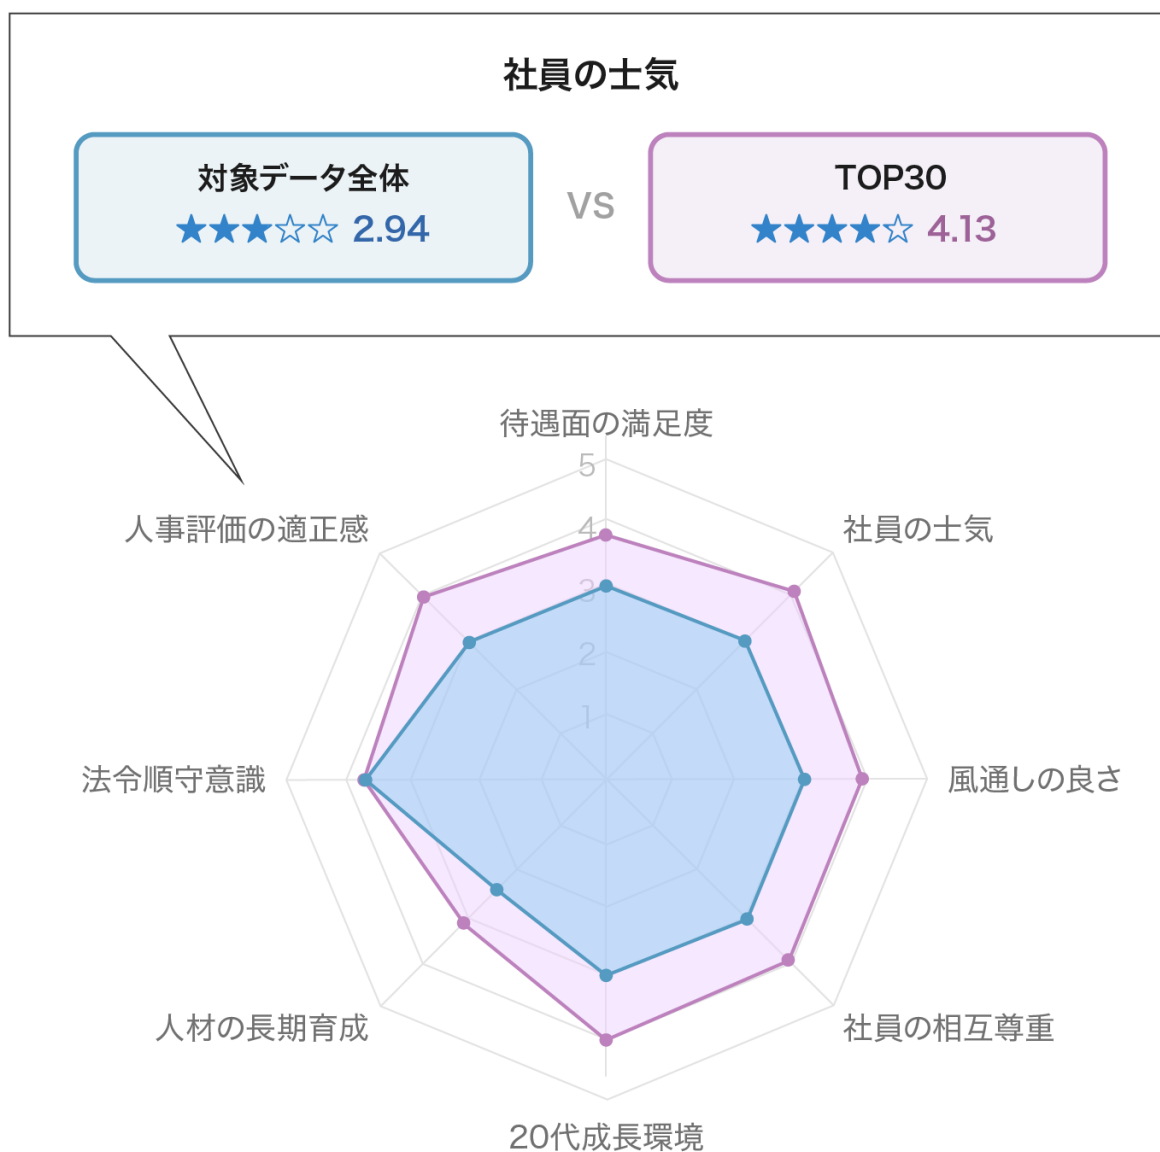 社員の士気
対象データ全体
★★★☆☆ 2.94
VS
TOP30
★★★★☆ 4.13
待遇面の満足度
5
4
3
2
1
人事評価の適正感
社員の士気
法令順守意識
風通しの良さ
人材の長期育成
社員の相互尊重
20代成長環境